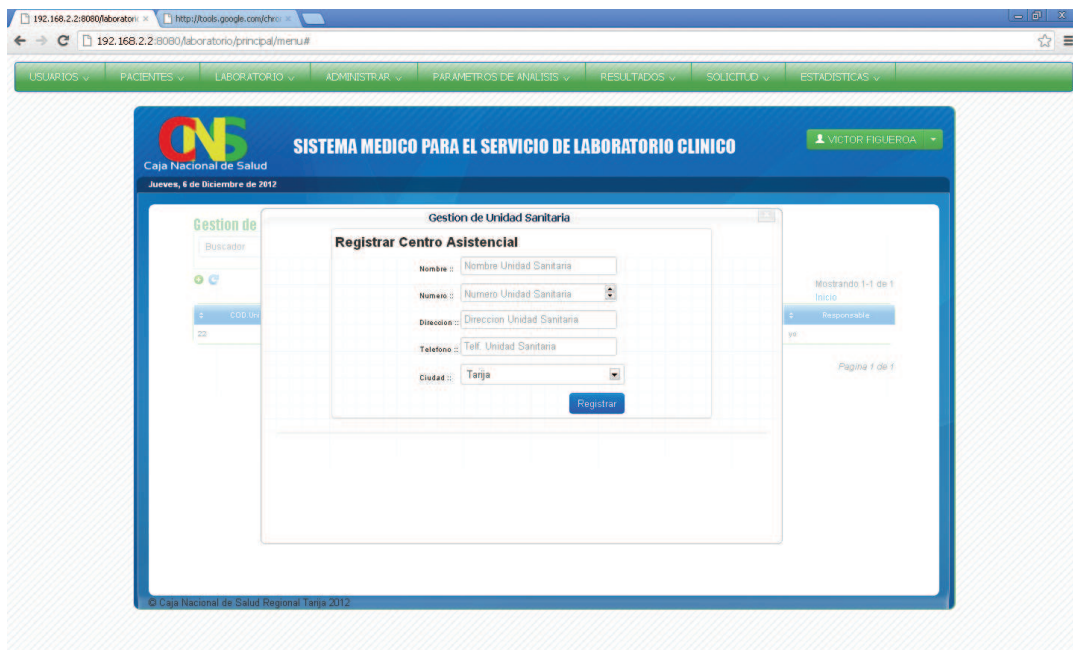 192.168.2.2:8080/laboratori
http://tools.google.com/chro
192.168.2.2:8080/laboratorio/principal/menu#
USUARIOS PACIENTES LABORATORIO ADMINISTRAR PARAMETROS DE ANALISIS RESULTADOS SOLICITUD ESTADISTICAS
CNS
Caja Nacional de Salud
SISTEMA MEDICO PARA EL SERVICIO DE LABORATORIO CLINICO
VICTOR FIGUEROA
Jueves, 6 de Diciembre de 2012
Gestion de
Buscador
Gestion de Unidad Sanitaria
Registrar Centro Asistencial
Nombre :: Nombre Unidad Sanitaria
Numero :: Numero Unidad Sanitaria
Direccion :: Direccion Unidad Sanitaria
Telefono :: Telf. Unidad Sanitaria
Ciudad :: Tarija
Registrar
Mostrando 1-1 de 1
Inicio
COD Uni Responsable
22
Pagina 1 de 1
© Caja Nacional de Salud Regional Tarija 2012